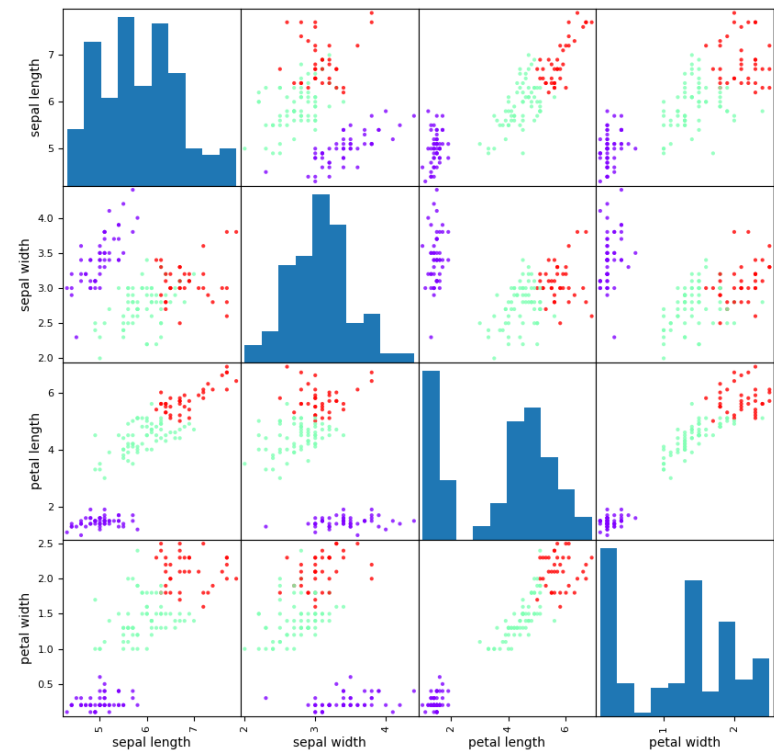 7
6
5
sepal length
4.0
3.5
3.0
2.5
2.0
sepal width
6
4
2
petal length
2.5
2.0
1.5
1.0
0.5
petal width
5 6 7 2 3 4 2 4 6 1 2
sepal length sepal width petal length petal width